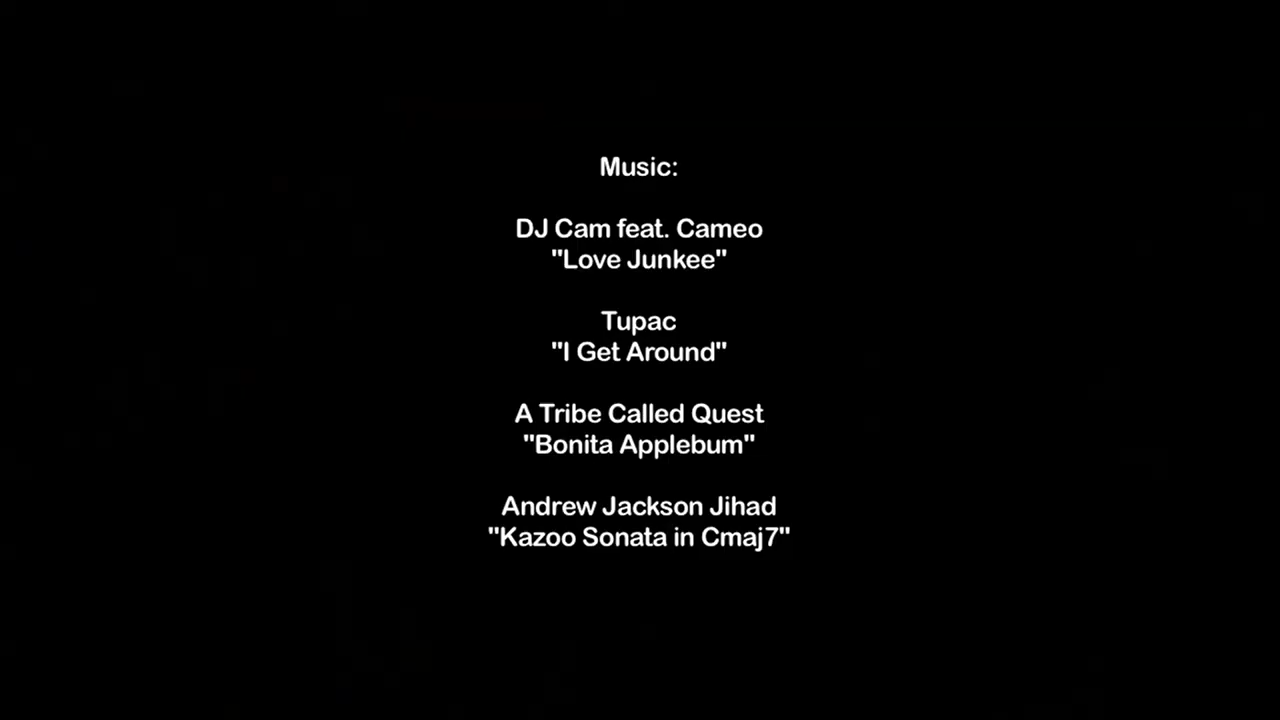 Music:
DJ Cam feat. Cameo
"Love Junkee"
Tupac
"I Get Around"
A Tribe Called Quest
"Bonita Applebum"
Andrew Jackson Jihad
"Kazoo Sonata in Cmaj7"